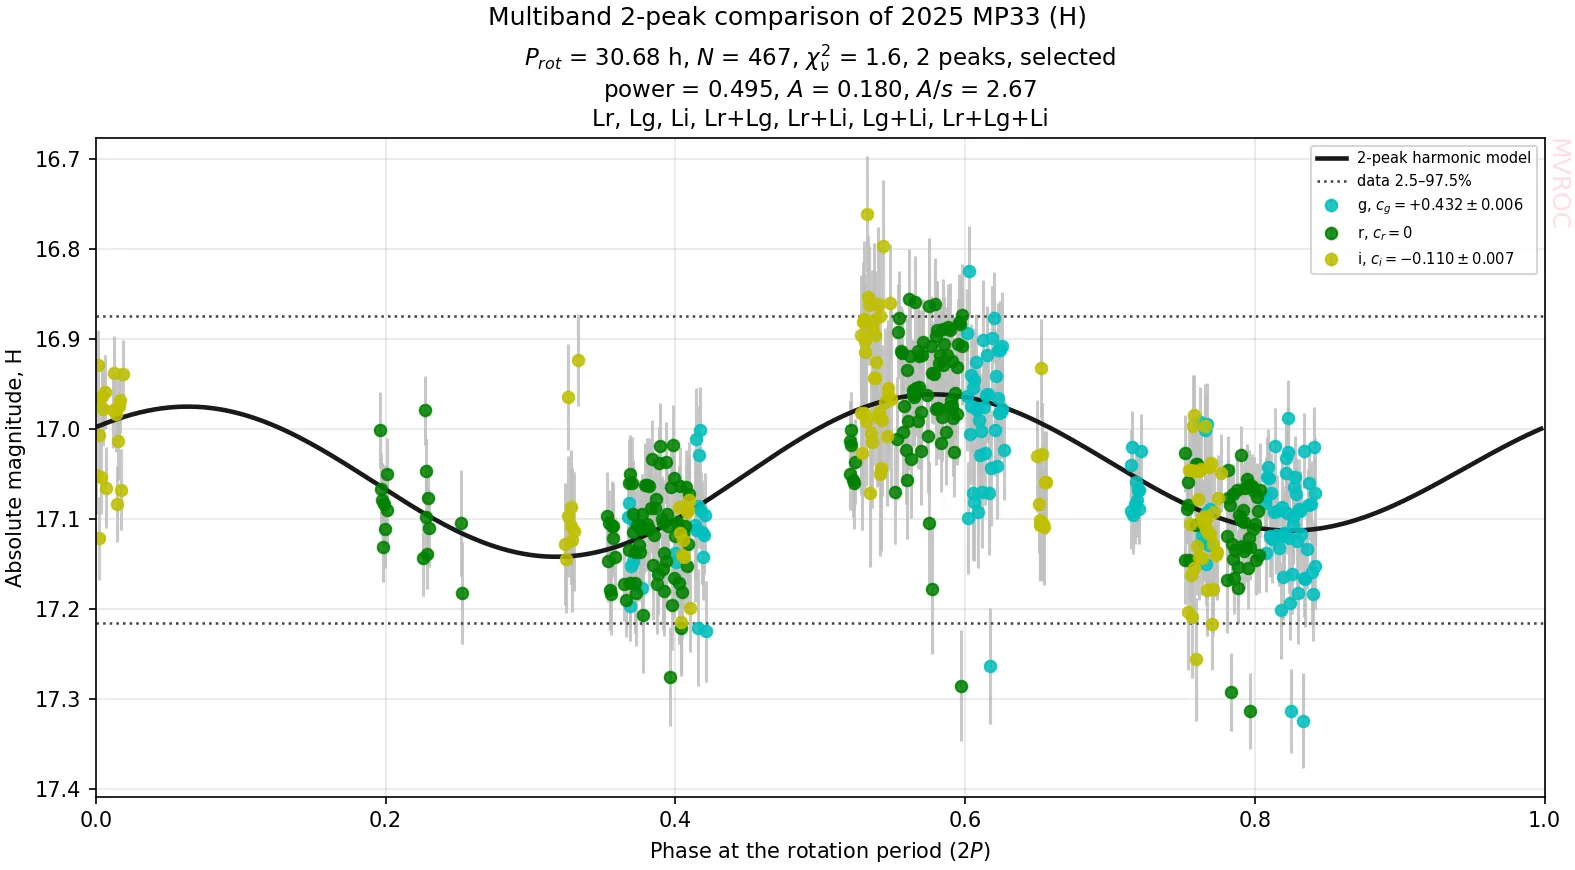 Multiband 2-peak comparison of 2025 MP33 (H)
P_rot = 30.68 h, N = 467, χ²_ν = 1.6, 2 peaks, selected
power = 0.495, A = 0.180, A/s = 2.67
Lr, Lg, Li, Lr+Lg, Lr+Li, Lg+Li, Lr+Lg+Li
2-peak harmonic model
data 2.5–97.5%
g, c_g = +0.432 ± 0.006
r, c_r = 0
i, c_i = −0.110 ± 0.007
MVROC
Absolute magnitude, H
16.7
16.8
16.9
17.0
17.1
17.2
17.3
17.4
0.0 0.2 0.4 0.6 0.8 1.0
Phase at the rotation period (2P)